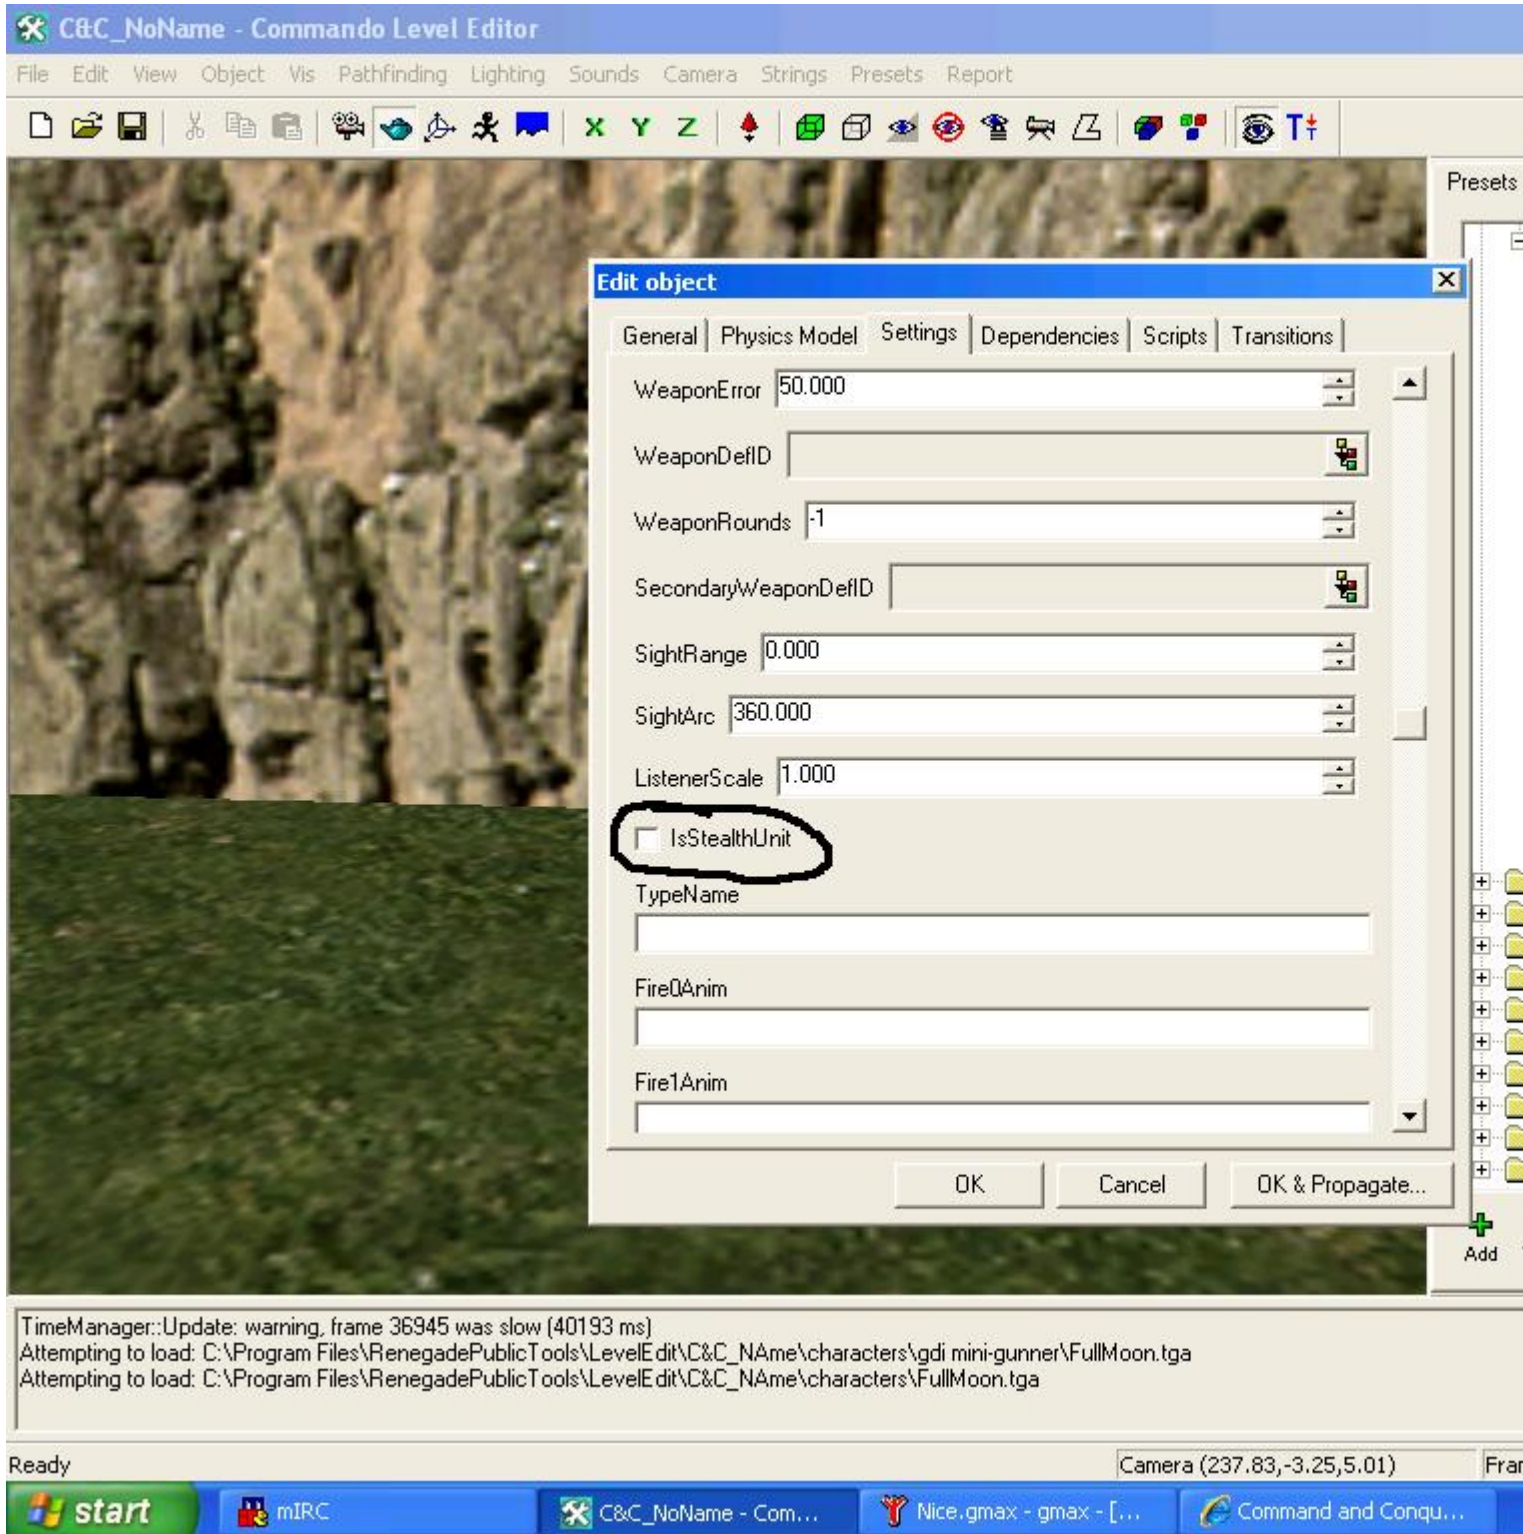 C&C_NoName - Commando Level Editor
File Edit View Object Vis Pathfinding Lighting Sounds Camera Strings Presets Report
X Y Z T
Presets
Edit object
General Physics Model Settings Dependencies Scripts Transitions
WeaponError 50.000
WeaponDefID
WeaponRounds -1
SecondaryWeaponDefID
SightRange 0.000
SightArc 360.000
ListenerScale 1.000
IsStealthUnit
TypeName
Fire0Anim
Fire1Anim
OK Cancel OK & Propagate...
Add
TimeManager::Update: warning, frame 36945 was slow (40193 ms)
Attempting to load: C:\Program Files\RenegadePublicTools\LevelEdit\C&C_NAme\characters\gdi mini-gunner\FullMoon.tga
Attempting to load: C:\Program Files\RenegadePublicTools\LevelEdit\C&C_NAme\characters\FullMoon.tga
Ready Camera (237.83,-3.25,5.01) Fra
start mIRC C&C_NoName - Com... Nice.gmax - gmax - [... Command and Conqu...